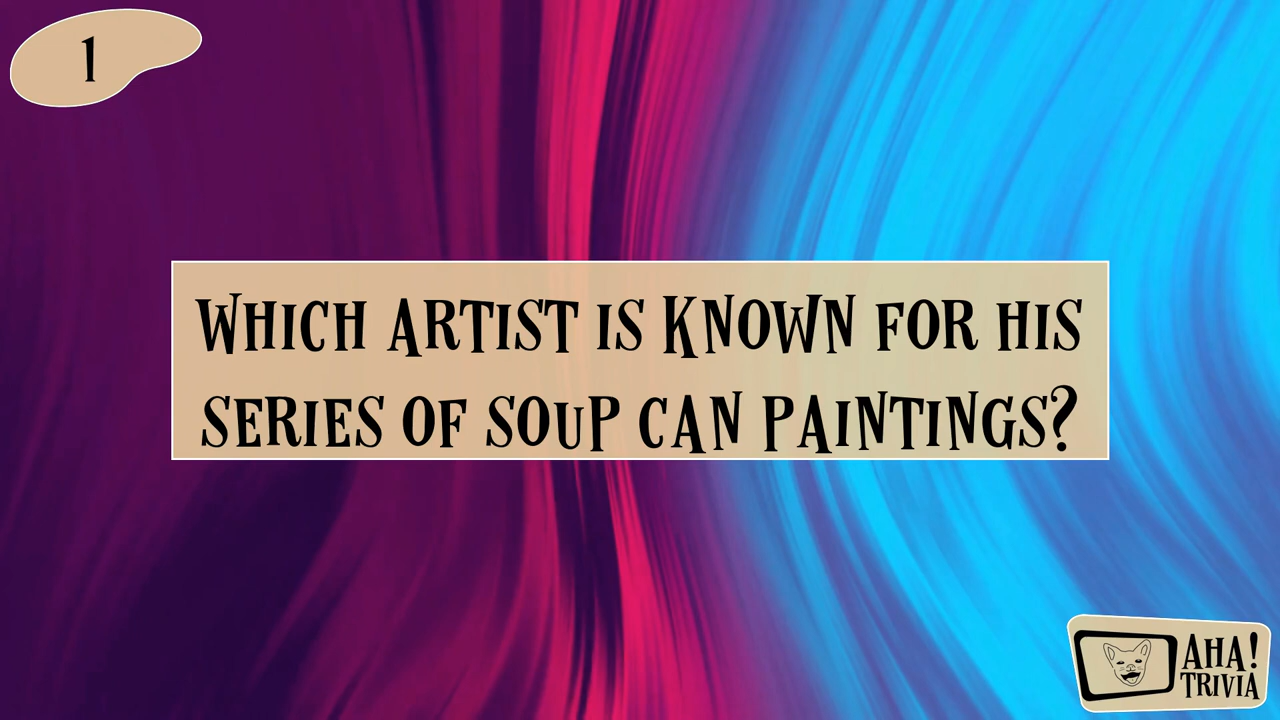 1
WHICH ARTIST IS KNOWN FOR HIS
SERIES OF SOUP CAN PAINTINGS?
AHA!
TRIVIA